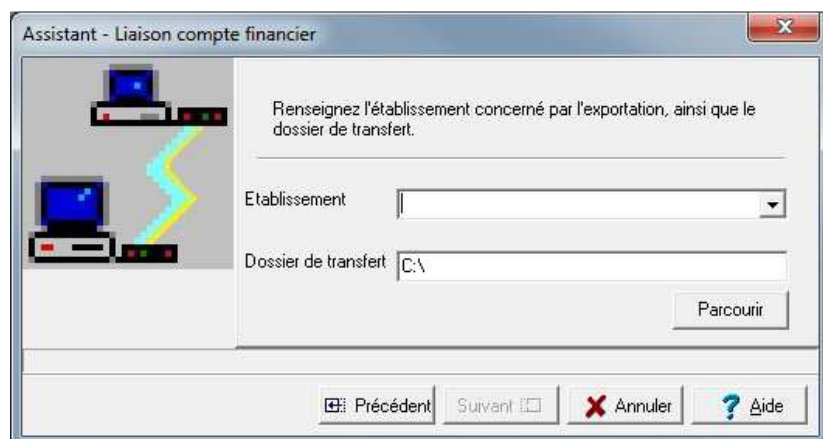 Assistant - Liaison compte financier
Renseignez l'établissement concerné par l'exportation, ainsi que le
dossier de transfert.
Etablissement
Dossier de transfert C:\
Parcourir
Précédent Suivant Annuler Aide